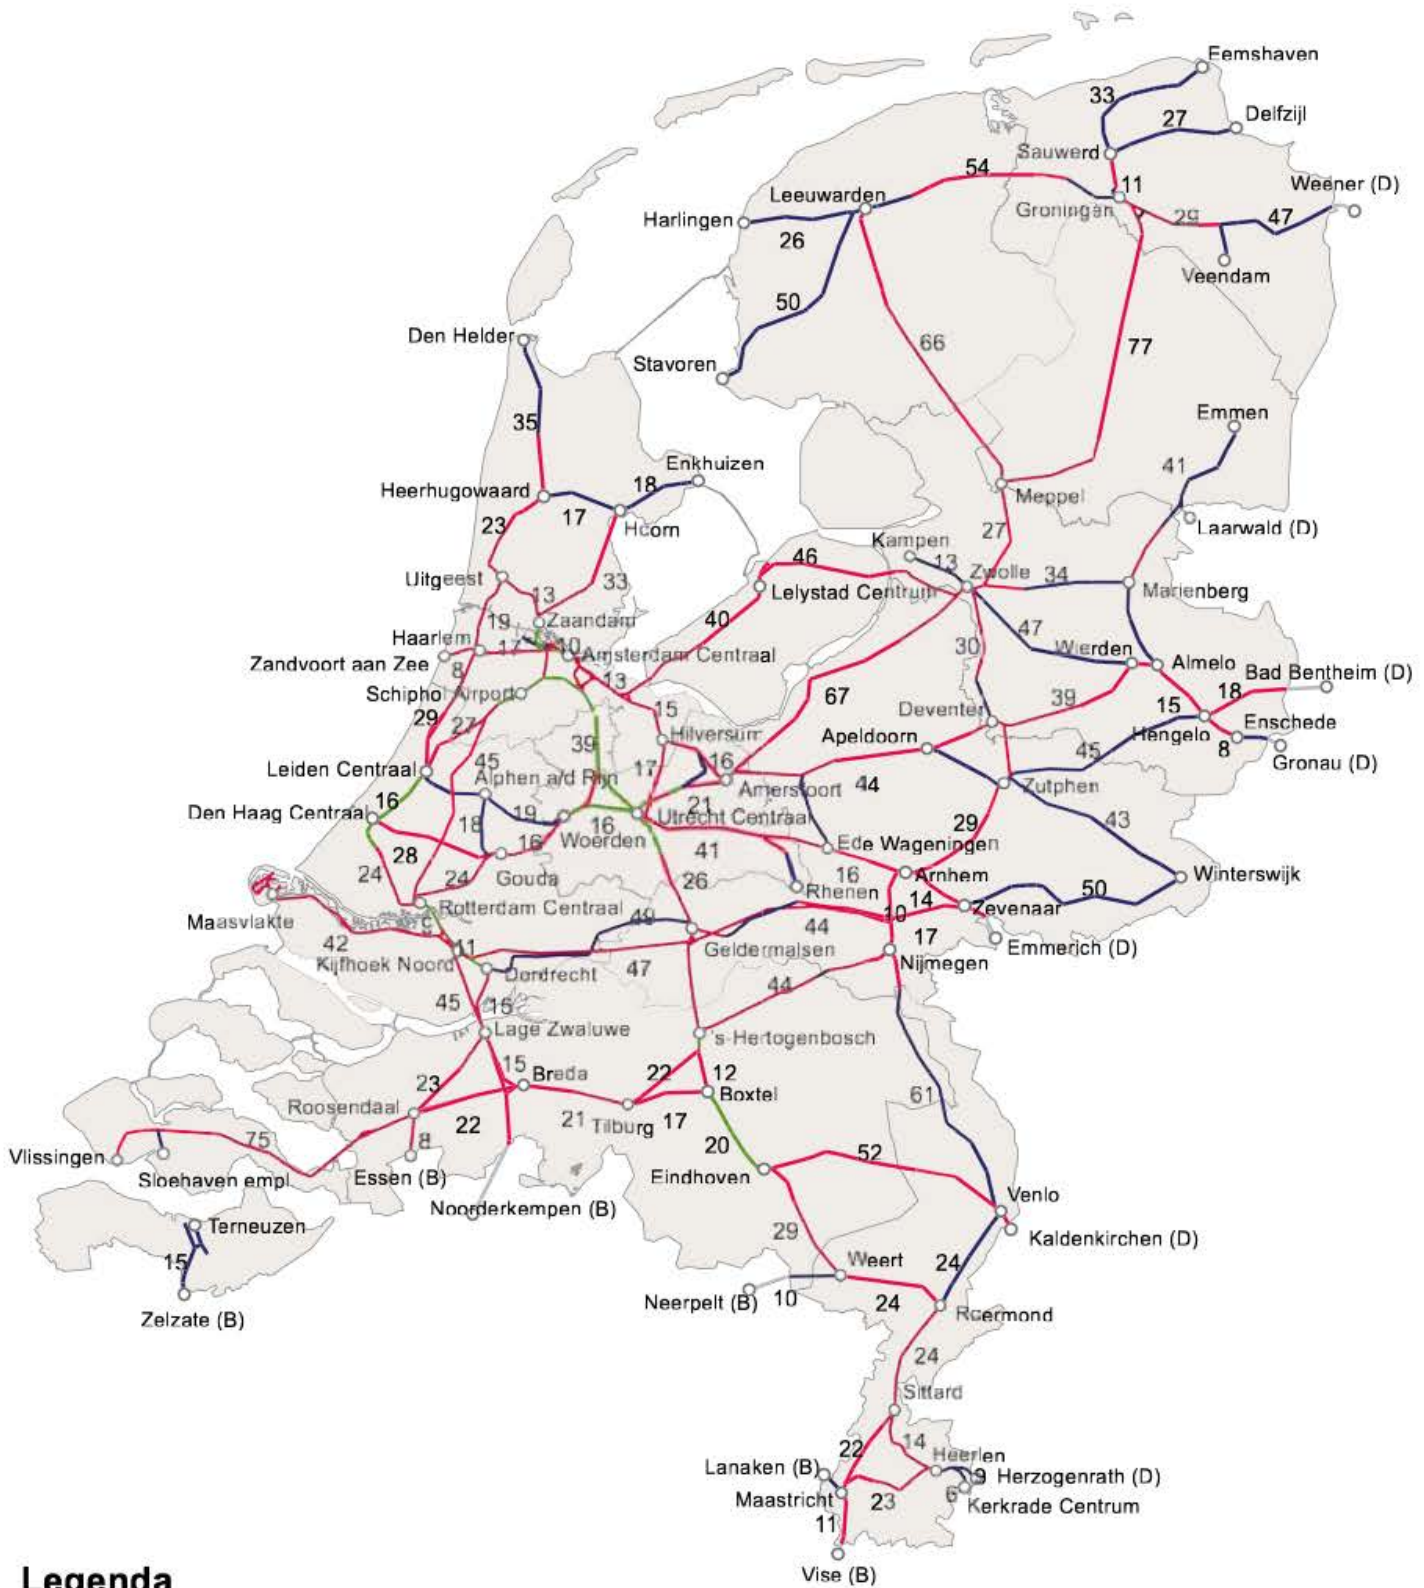 Eemshaven
33
Delfzijl
27
Sauwerd
54
11
Weener (D)
Leeuwarden
Groningen
29
47
Harlingen
26
Veendam
50
Den Helder
66
77
Stavoren
Emmen
35
Enkhuizen
41
Heerhugowaard
18
Meppel
17
23
Hoorn
27
Laarwald (D)
Kampen
46
13
Zwolle
34
Uitgeest
33
Lelystad Centrum
Marienberg
13
19
Zaandam
40
47
Wierden
Haarlem
17
10
Amsterdam Centraal
30
Almelo
Zandvoort aan Zee
8
13
Bad Bentheim (D)
Schiphol Airport
67
39
18
29
27
15
Deventer
15
Enschede
39
Hilversum
Apeldoorn
Hengelo
8
Leiden Centraal
45
17
16
45
Gronau (D)
Alphen a/d Rijn
Amersfoort
44
Zutphen
16
Den Haag Centraal
19
16
21
Utrecht Centraal
29
43
18
Woerden
28
16
41
Ede Wageningen
24
24
Gouda
26
16
Arnhem
Winterswijk
Rhenen
14
50
Rotterdam Centraal
49
44
10
Zevenaar
Maasvlakte
42
9
11
Geldermalsen
17
Emmerich (D)
Kijfhoek Noord
Dordrecht
47
Nijmegen
44
45
16
Lage Zwaluwe
's-Hertogenbosch
15
Breda
22
12
61
23
Boxtel
Roosendaal
22
21
Tilburg
17
75
8
20
52
Vlissingen
Sloehaven empl
Essen (B)
Eindhoven
Venlo
Noorderkempen (B)
Terneuzen
29
Kaldenkirchen (D)
15
Weert
24
Neerpelt (B)
10
24
Roermond
Zelzate (B)
24
Sittard
22
14
Heerlen
Lanaken (B)
9
Herzogenrath (D)
Maastricht
23
6
Kerkrade Centrum
11
Vise (B)
Legenda